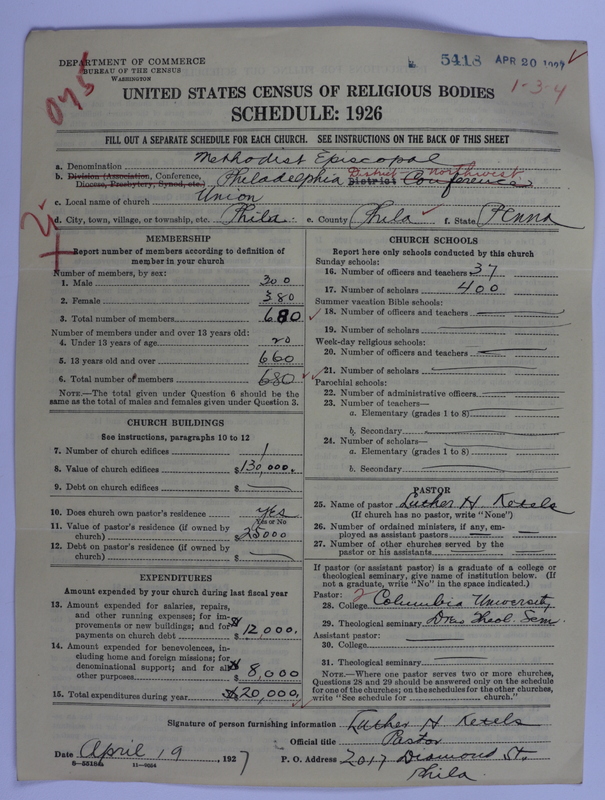 DEPARTMENT OF COMMERCE
BUREAU OF THE CENSUS
WASHINGTON
5418 APR 20 1927
1-3-4
UNITED STATES CENSUS OF RELIGIOUS BODIES
SCHEDULE: 1926
FILL OUT A SEPARATE SCHEDULE FOR EACH CHURCH. SEE INSTRUCTIONS ON THE BACK OF THIS SHEET
a. Denomination Methodist Episcopal
b. Division (Association, Conference, Diocese, Presbytery, Synod, etc.) Philadelphia District Conference
District Northwest
c. Local name of church Union
d. City, town, village, or township, etc. Phila. e. County Phila f. State Penna
MEMBERSHIP
Report number of members according to definition of member in your church
Number of members, by sex:
1. Male 300
2. Female 380
3. Total number of members 680
Number of members under and over 13 years old:
4. Under 13 years of age 20
5. 13 years old and over 660
6. Total number of members 680
NOTE.—The total given under Question 6 should be the same as the total of males and females given under Question 3.
CHURCH BUILDINGS
See instructions, paragraphs 10 to 12
7. Number of church edifices 1
8. Value of church edifices $130,000.
9. Debt on church edifices $
10. Does church own pastor's residence yes
Yes or No
11. Value of pastor's residence (if owned by church) $25000
12. Debt on pastor's residence (if owned by church) $
EXPENDITURES
Amount expended by your church during last fiscal year
13. Amount expended for salaries, repairs, and other running expenses; for improvements or new buildings; and for payments on church debt $12,000.
14. Amount expended for benevolences, including home and foreign missions; for denominational support; and for all other purposes $8,000
15. Total expenditures during year $20,000.
CHURCH SCHOOLS
Report here only schools conducted by this church
Sunday schools:
16. Number of officers and teachers 37
17. Number of scholars 400
Summer vacation Bible schools:
18. Number of officers and teachers
19. Number of scholars
Week-day religious schools:
20. Number of officers and teachers
21. Number of scholars
Parochial schools:
22. Number of administrative officers
23. Number of teachers—
a. Elementary (grades 1 to 8)
b. Secondary
24. Number of scholars—
a. Elementary (grades 1 to 8)
b. Secondary
PASTOR
25. Name of pastor Luther H Ketels
(If church has no pastor, write "None")
26. Number of ordained ministers, if any, employed as assistant pastors
27. Number of other churches served by the pastor or his assistants
If pastor (or assistant pastor) is a graduate of a college or theological seminary, give name of institution below. (If not a graduate, write "No" in the space indicated.)
Pastor:
28. College Columbia University
29. Theological seminary Drew Theol. Sem.
Assistant pastor:
30. College
31. Theological seminary
NOTE.—Where one pastor serves two or more churches, Questions 28 and 29 should be answered only on the schedule for one of the churches; on the schedules for the other churches, write "See schedule for ........ church."
Signature of person furnishing information Luther H Ketels
Official title Pastor
Date April 19, 1927 P. O. Address 2017 Diamond St.
Phila.
11—9564